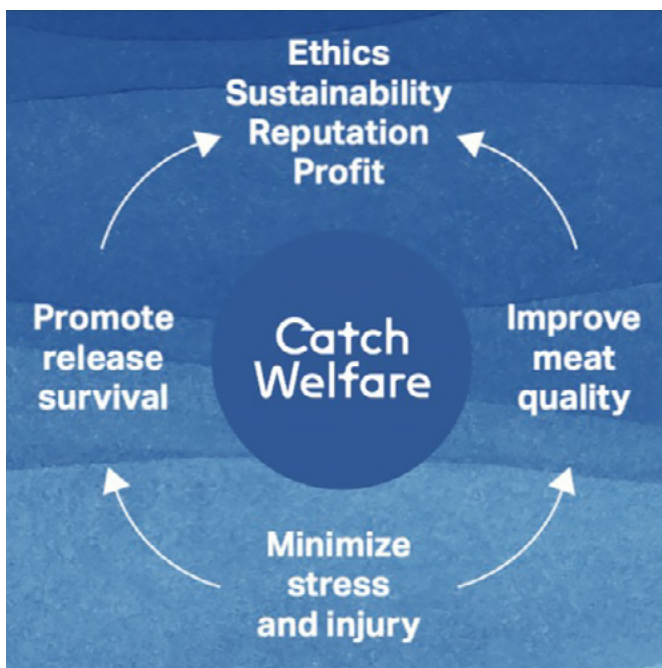 Ethics
Sustainability
Reputation
Profit
Promote
release
survival
Catch
Welfare
Improve
meat
quality
Minimize
stress
and injury